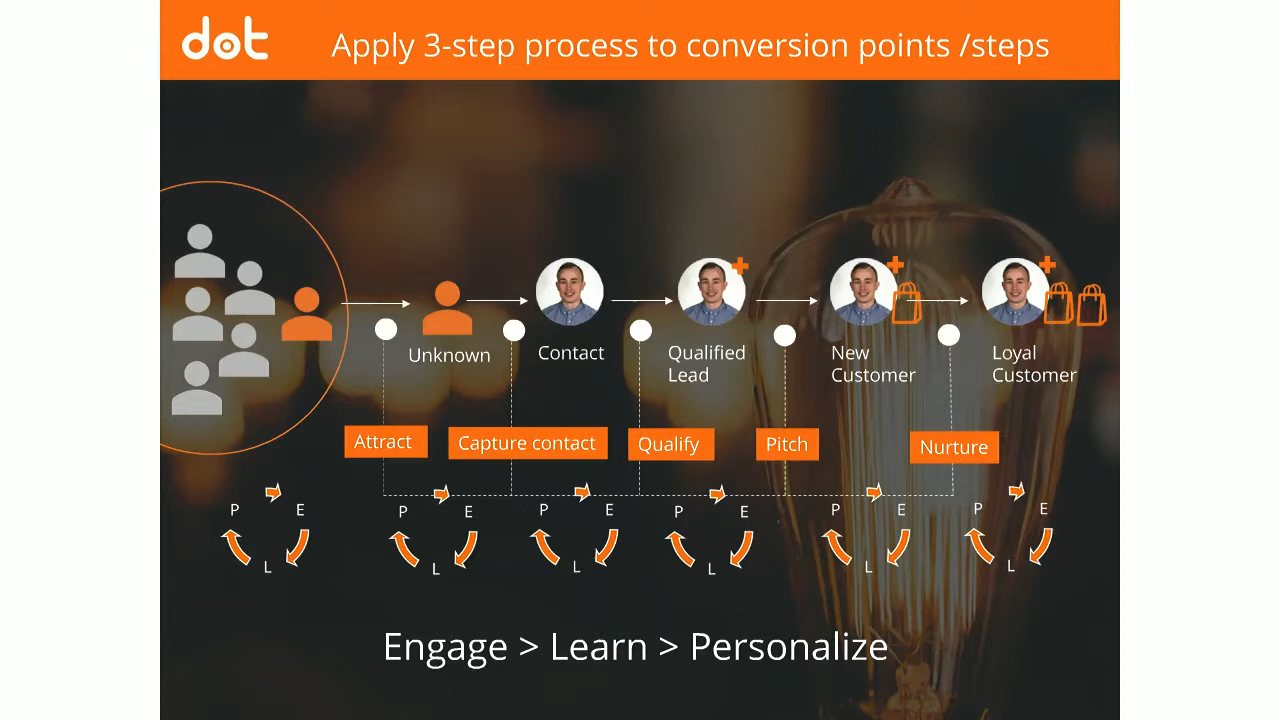 dot
Apply 3-step process to conversion points /steps
Unknown
Contact
Qualified
Lead
New
Customer
Loyal
Customer
Attract
Capture contact
Qualify
Pitch
Nurture
P E
L
P E
L
P E
L
P E
L
P E
L
P E
L
Engage > Learn > Personalize